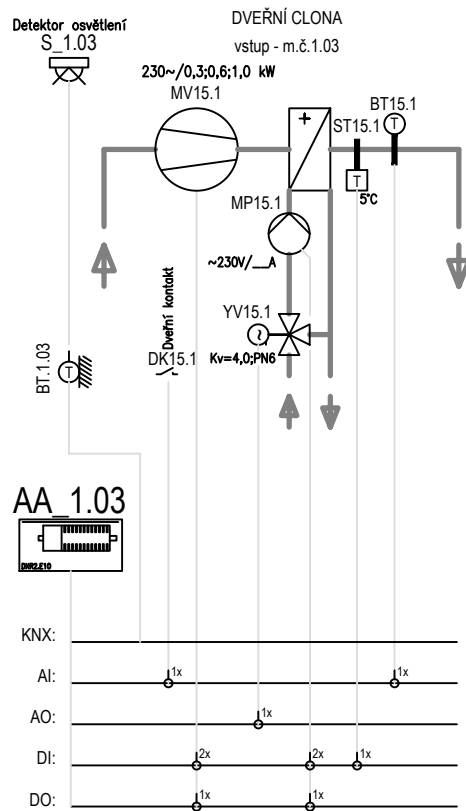 DVEŘNÍ CLONA
vstup - m.č.1.03
Detektor osvětlení
S_1.03
230~/0,3;0,6;1,0 kW
MV15.1
+
ST15.1
BT15.1
T
T
5°C
MP15.1
~230V/__A
Dveřní kontakt
DK15.1
YV15.1
~
Kv=4,0;PN6
BT.1.03
T
AA_1.03
DXR2.E10
KNX:
AI: 1x 1x
AO: 1x
DI: 2x 2x 1x
DO: 1x 1x